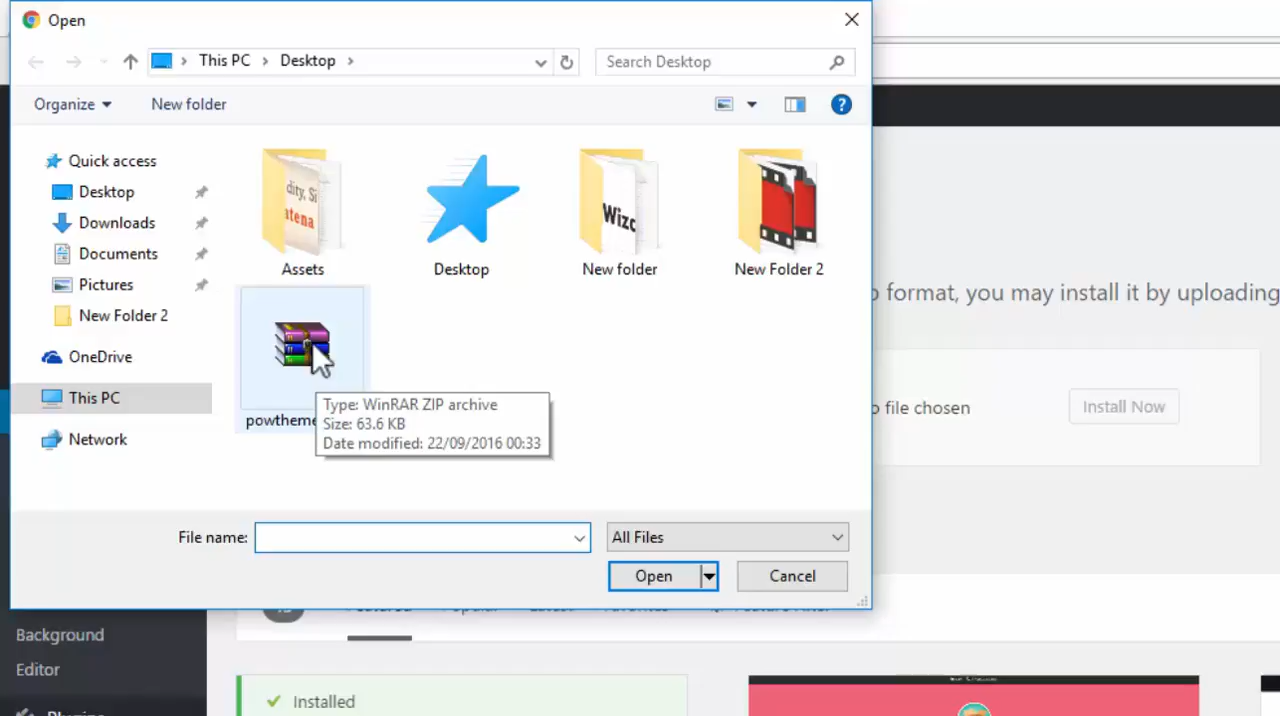 Open
This PC
Desktop
Search Desktop
Organize
New folder
Quick access
Desktop
Downloads
Documents
Pictures
New Folder 2
OneDrive
This PC
Network
Assets
Desktop
New folder
New Folder 2
powtheme
Type: WinRAR ZIP archive
Size: 63.6 KB
Date modified: 22/09/2016 00:33
File name:
All Files
Open
Cancel
format, you may install it by uploading
file chosen
Install Now
Background
Editor
Installed